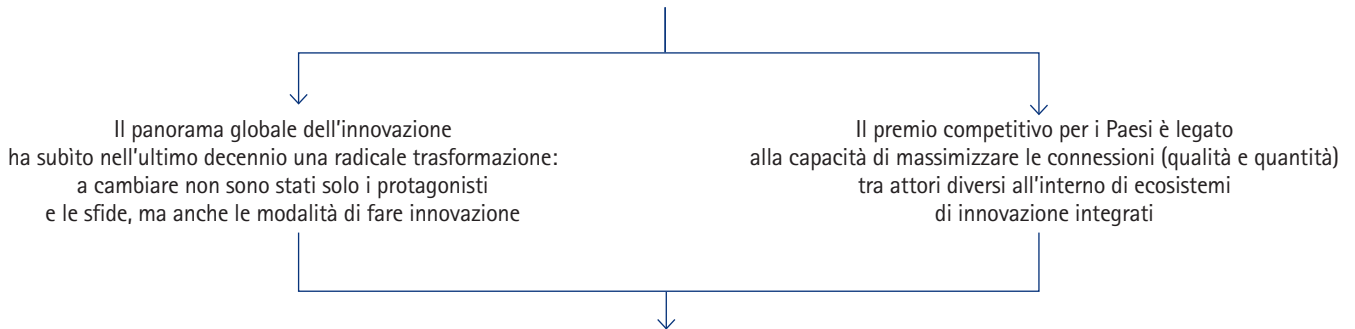 Il panorama globale dell'innovazione
ha subìto nell'ultimo decennio una radicale trasformazione:
a cambiare non sono stati solo i protagonisti
e le sfide, ma anche le modalità di fare innovazione
Il premio competitivo per i Paesi è legato
alla capacità di massimizzare le connessioni (qualità e quantità)
tra attori diversi all'interno di ecosistemi
di innovazione integrati